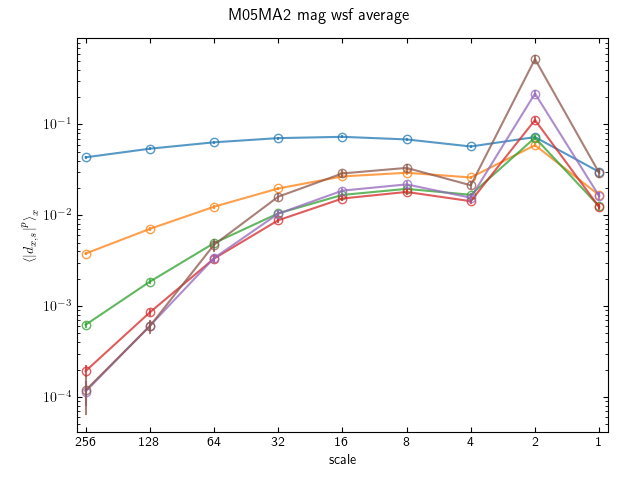 M05MA2 mag wsf average
⟨|d_{x,s}|^p⟩_x
10^{-1}
10^{-2}
10^{-3}
10^{-4}
256 128 64 32 16 8 4 2 1
scale